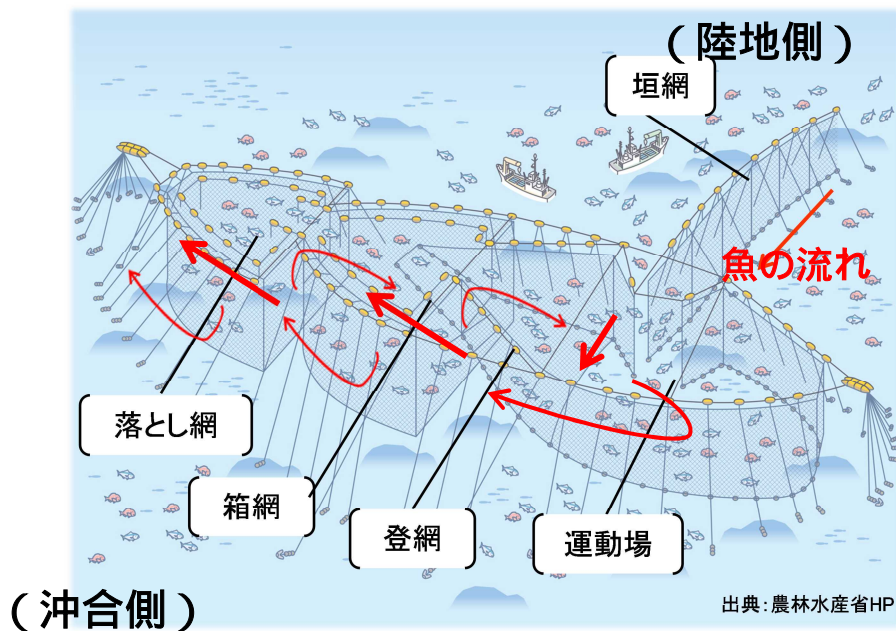 （陸地側）
垣網
魚の流れ
落とし網
箱網
登網
運動場
（沖合側）
出典：農林水産省HP